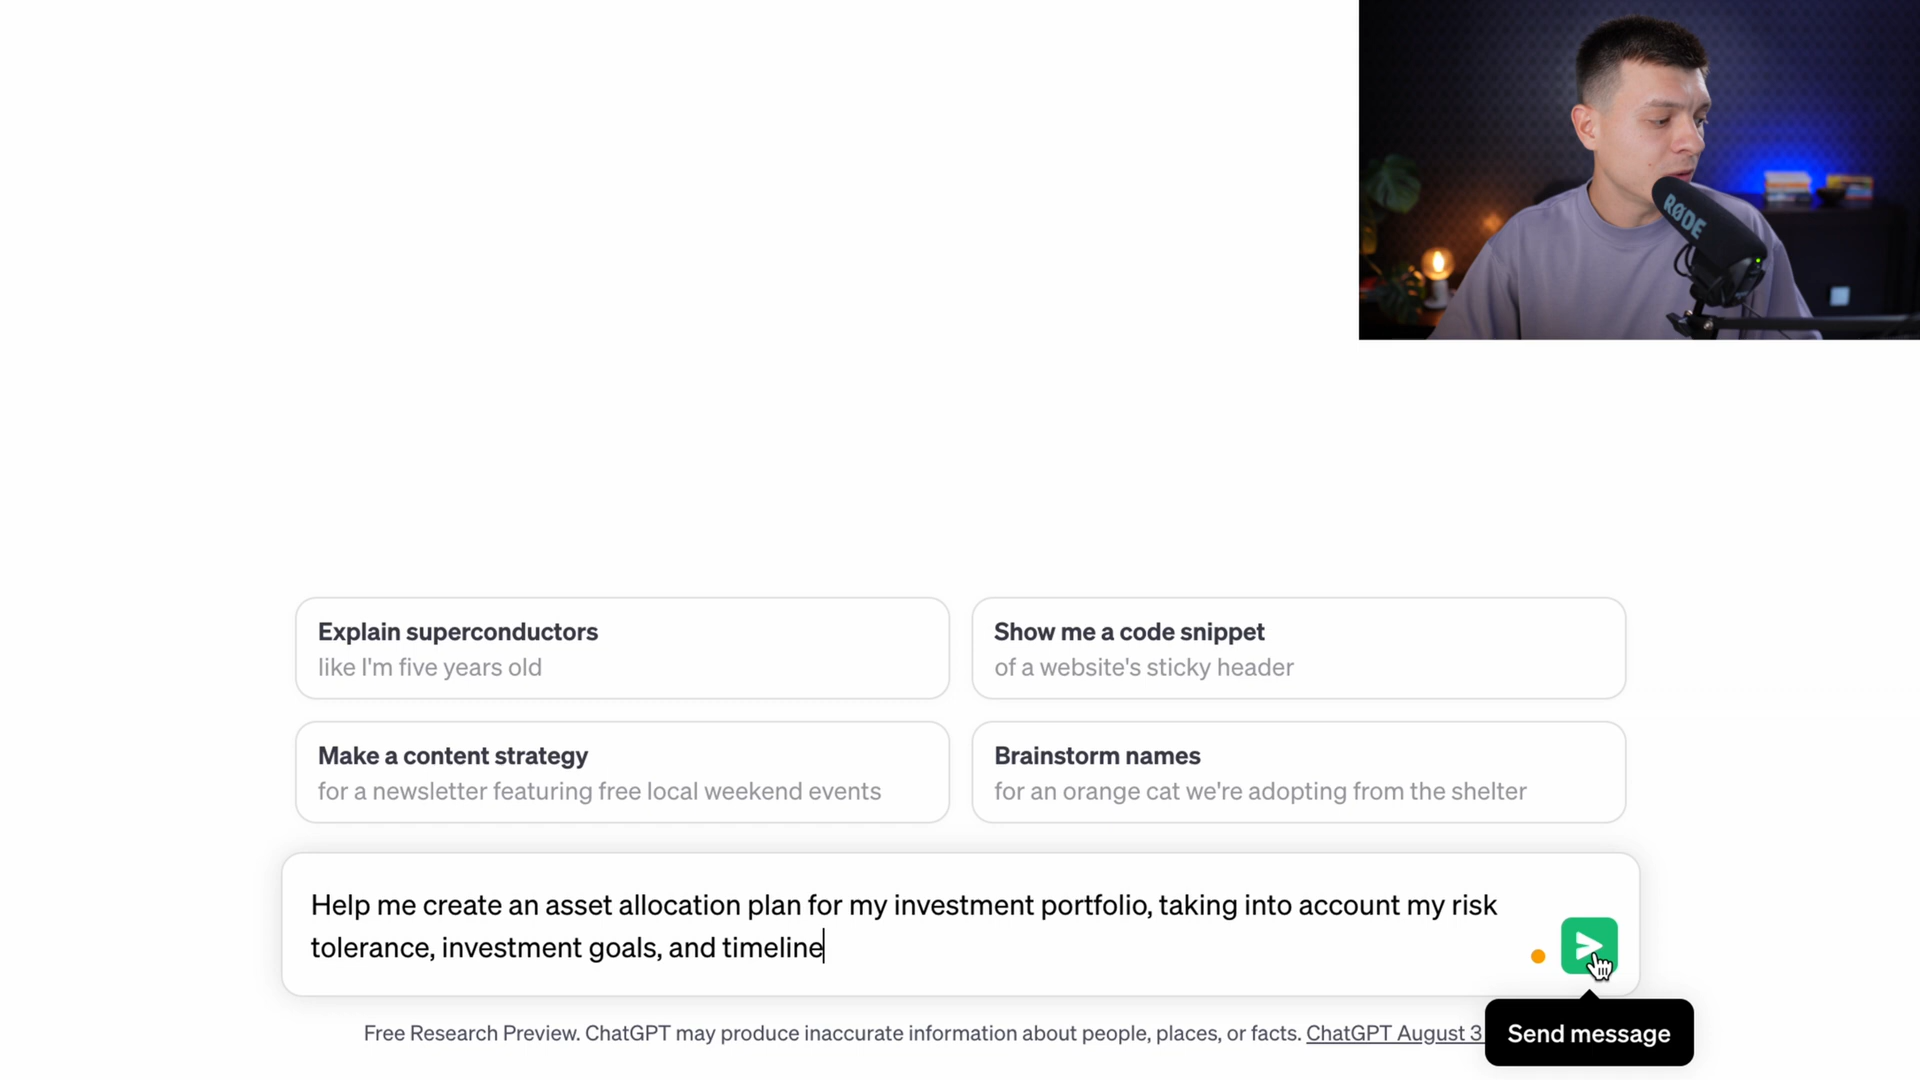 RØDE
Explain superconductors
like I'm five years old
Show me a code snippet
of a website's sticky header
Make a content strategy
for a newsletter featuring free local weekend events
Brainstorm names
for an orange cat we're adopting from the shelter
Help me create an asset allocation plan for my investment portfolio, taking into account my risk
tolerance, investment goals, and timeline
Free Research Preview. ChatGPT may produce inaccurate information about people, places, or facts. ChatGPT August 3
Send message